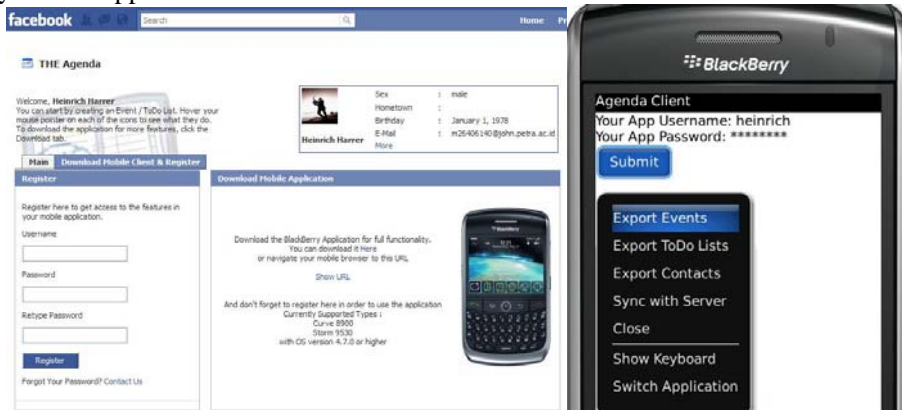 facebook
Search
Home
THE Agenda
Welcome, Heinrich Harrer
You can start by creating an Event / ToDo List. Hover your
mouse pointer on each of the icons to see what they do.
To download the application for more features, click the
Download tab.
Heinrich Harrer
Sex : male
Hometown :
Birthday : January 1, 1978
E-Mail : m26406140@john.petra.ac.id
More
Main
Download Mobile Client & Register
Register
Register here to get access to the features in
your mobile application.
Username
Password
Retype Password
Register
Forgot Your Password? Contact Us
Download Mobile Application
Download the BlackBerry Application for full functionality.
You can download it Here
or navigate your mobile browser to this URL
Show URL
And don't forget to register here in order to use the application
Currently Supported Types :
Curve 8900
Storm 9530
with OS version 4.7.0 or higher
BlackBerry
Agenda Client
Your App Username: heinrich
Your App Password: ********
Submit
Export Events
Export ToDo Lists
Export Contacts
Sync with Server
Close
Show Keyboard
Switch Application